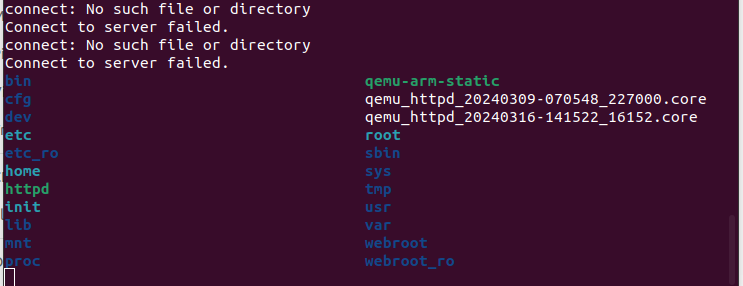 connect: No such file or directory
Connect to server failed.
connect: No such file or directory
Connect to server failed.
bin qemu-arm-static
cfg qemu_httpd_20240309-070548_227000.core
dev qemu_httpd_20240316-141522_16152.core
etc root
etc_ro sbin
home sys
httpd tmp
init usr
lib var
mnt webroot
proc webroot_ro